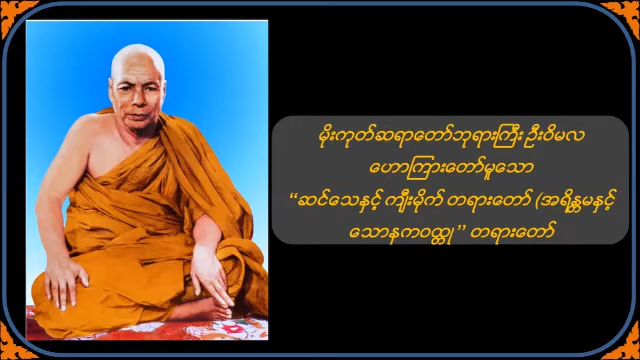 မိုးကုတ်ဆရာတော်ဘုရားကြီး ဦးဝိမလ
ဟောကြားတော်မူသော
“ဆင်သေနှင့် ကျီးမိုက် တရားတော် (အရိန္ဒမနှင့်
သောနကဝတ္ထု” တရားတော်